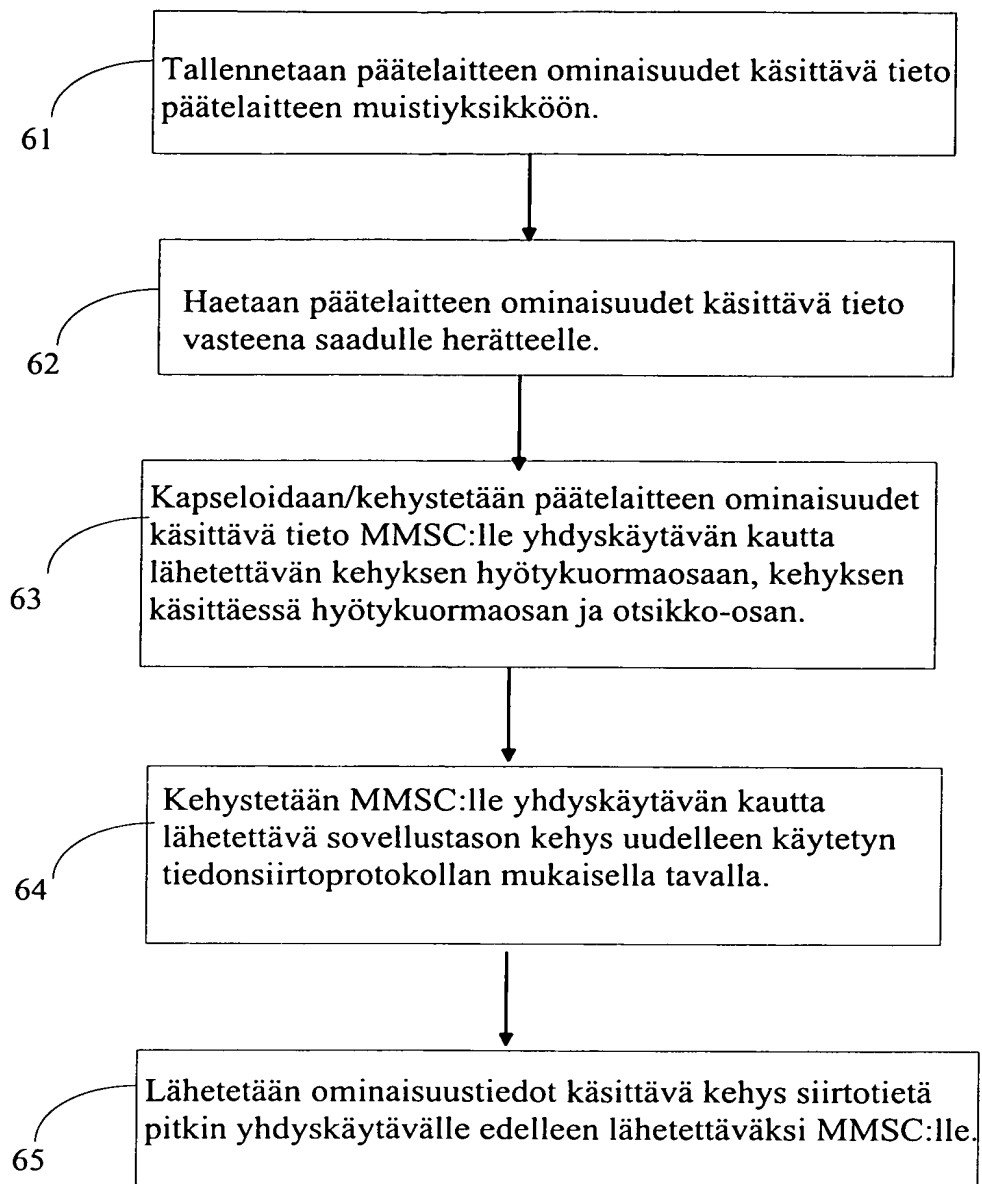 Tallennetaan päätelaitteen ominaisuudet käsittävä tieto
päätelaitteen muistiyksikköön.
61
Haetaan päätelaitteen ominaisuudet käsittävä tieto
vasteena saadulle herätteelle.
62
Kapseloidaan/kehystetään päätelaitteen ominaisuudet
käsittävä tieto MMSC:lle yhdyskäytävän kautta
lähetettävän kehyksen hyötykuormaosaan, kehyksen
käsittäessä hyötykuormaosan ja otsikko-osan.
63
Kehystetään MMSC:lle yhdyskäytävän kautta
lähetettävä sovellustason kehys uudelleen käytetyn
tiedonsiirtoprotokollan mukaisella tavalla.
64
Lähetetään ominaisuustiedot käsittävä kehys siirtotietä
pitkin yhdyskäytävälle edelleen lähetettäväksi MMSC:lle.
65